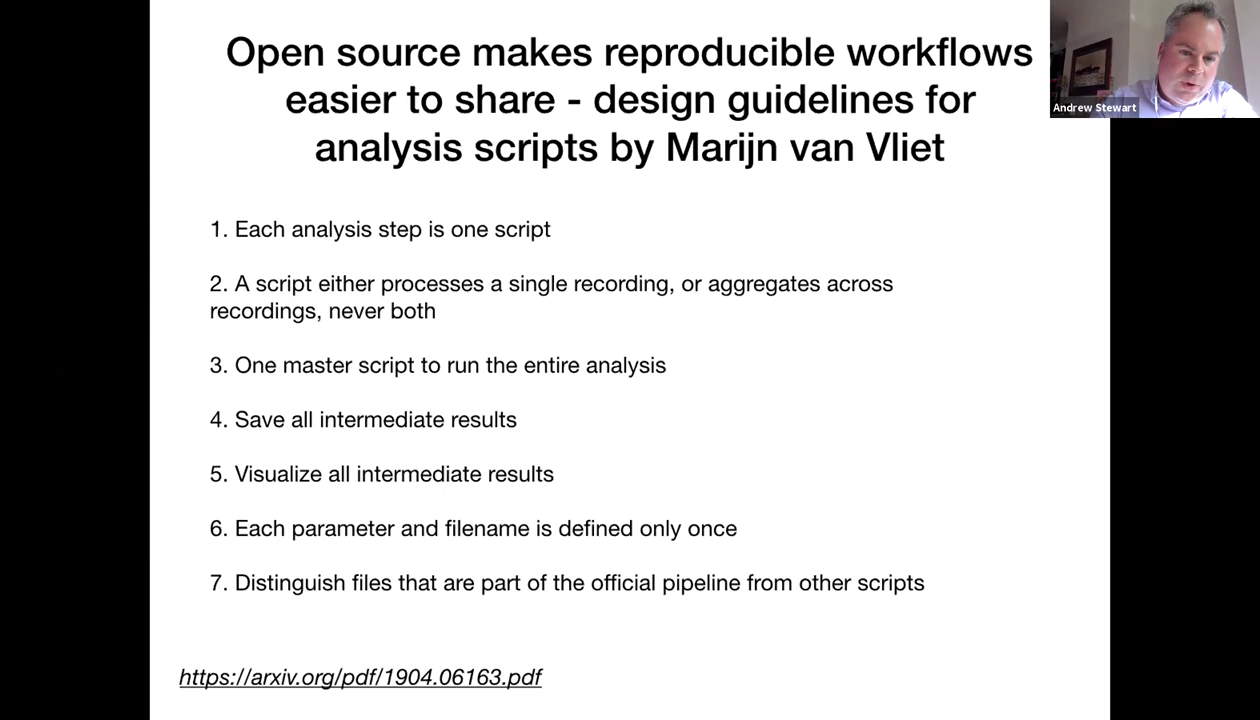 Open source makes reproducible workflows
easier to share - design guidelines for
analysis scripts by Marijn van Vliet
Andrew Stewart
1. Each analysis step is one script
2. A script either processes a single recording, or aggregates across
recordings, never both
3. One master script to run the entire analysis
4. Save all intermediate results
5. Visualize all intermediate results
6. Each parameter and filename is defined only once
7. Distinguish files that are part of the official pipeline from other scripts
https://arxiv.org/pdf/1904.06163.pdf